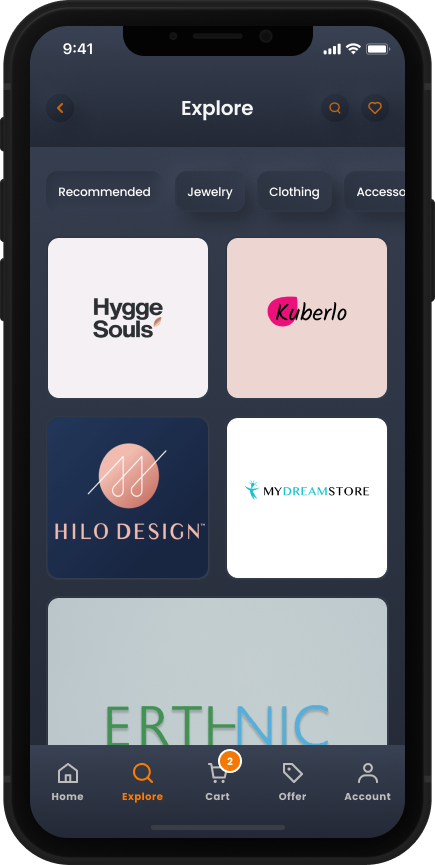 9:41
Explore
Recommended
Jewelry
Clothing
Accesso
Hygge
Souls
Kuberlo
HILO DESIGN™
MYDREAMSTORE
ERTHNIC
2
Home
Explore
Cart
Offer
Account